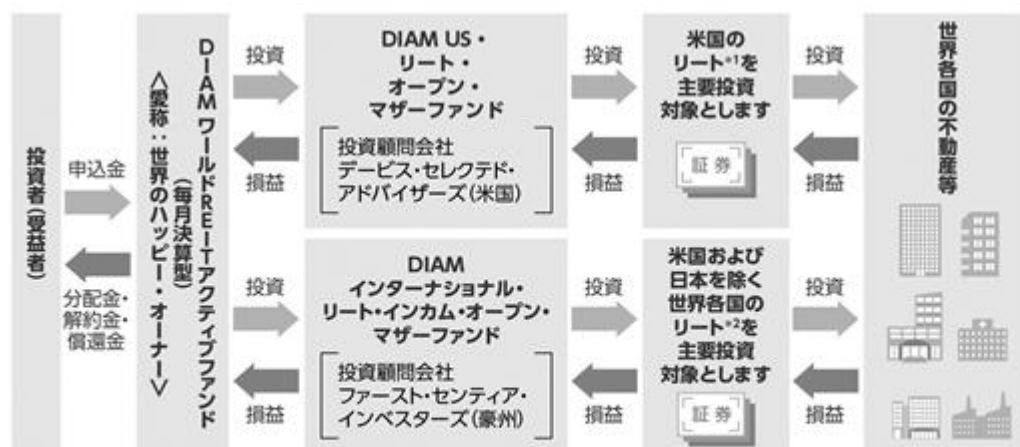 投資者(受益者)
申込金
分配金・
解約金・
償還金
DIAM ワールドREITアクティブファンド
(毎月決算型)
<愛称:世界のハッピー・オーナー>
投資
損益
DIAM US・
リート・
オープン・
マザーファンド
投資顧問会社
デービス・セレクテド・
アドバイザーズ(米国)
投資
損益
米国の
リート*1を
主要投資
対象とします
証券
投資
損益
投資
損益
DIAM
インターナショナル・
リート・インカム・オープン・
マザーファンド
投資顧問会社
ファースト・センティア・
インベスターズ(豪州)
投資
損益
米国および
日本を除く
世界各国の
リート*2を
主要投資
対象とします
証券
投資
損益
世界各国の不動産等